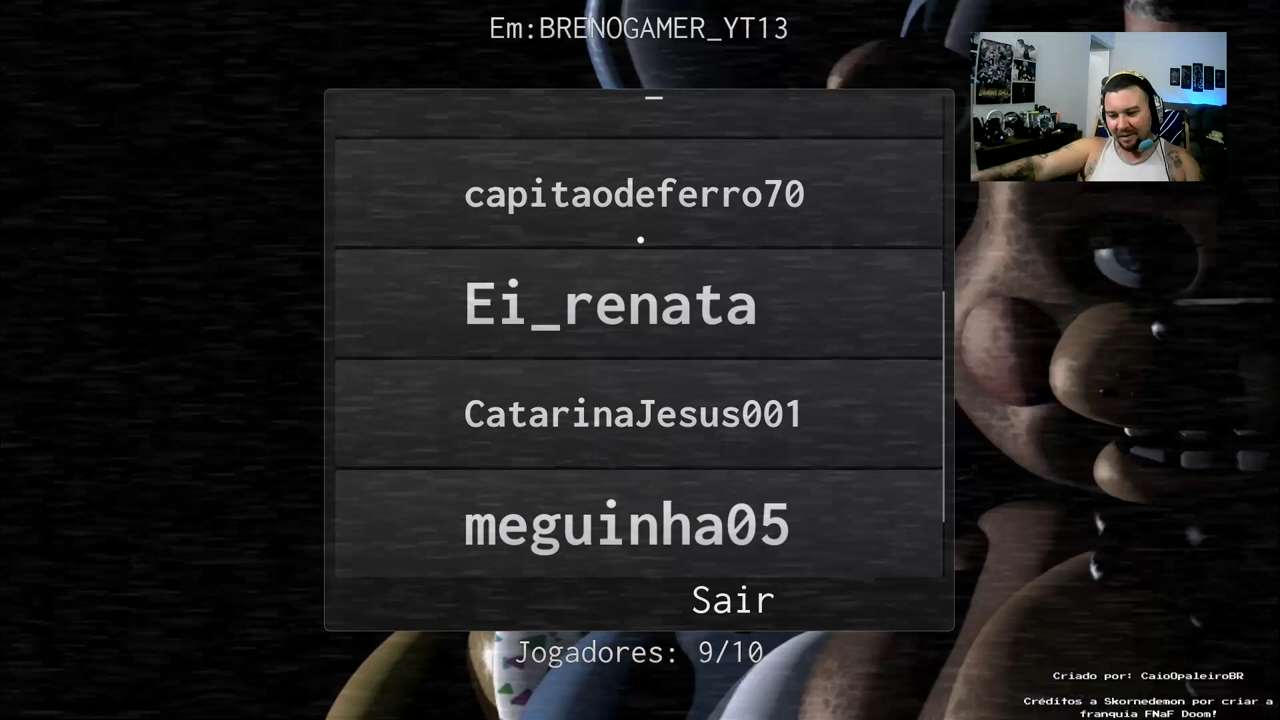 Em:BRENOGAMER_YT13
capitaodeferro70
Ei_renata
CatarinaJesus001
meguinha05
Sair
Jogadores: 9/10
Criado por: CaioOpaleiroBR
Créditos a Skornedemon por criar a
franquia FNaF Doom!